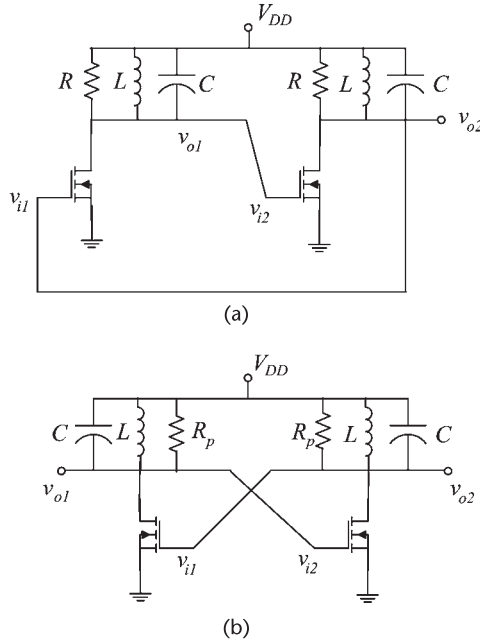 V_DD
R L C R L C
v_o1 v_o2
v_i1 v_i2
(a)
V_DD
C L R_p R_p L C
v_o1 v_o2
v_i1 v_i2
(b)